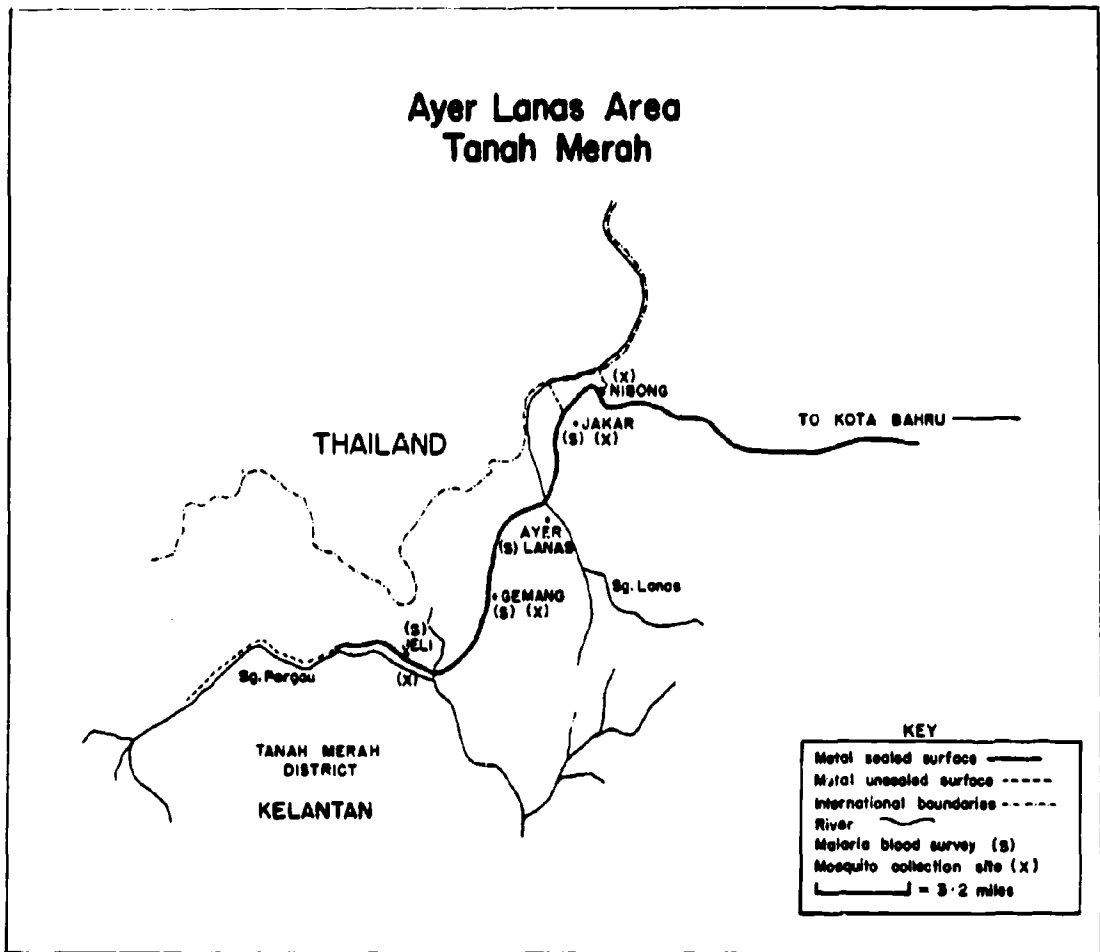 Ayer Lanas Area
Tanah Merah
(X)
NIBONG
TO KOTA BAHRU
JAKAR
(S) (X)
THAILAND
AYER
(S) LANAS
Sg. Lanas
GEMANG
(S) (X)
(S)
JELI
(X)
Sg. Pergau
TANAH MERAH
DISTRICT
KELANTAN
KEY
Metal sealed surface
Metal unsealed surface
International boundaries
River
Malaria blood survey (S)
Mosquito collection site (X)
= 3·2 miles